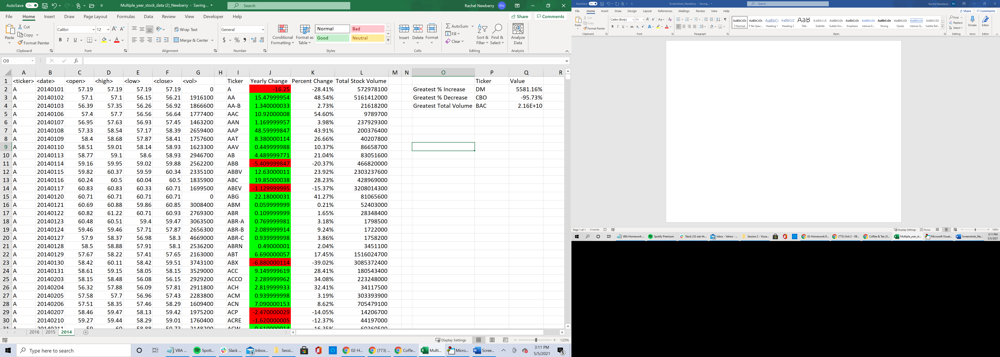 AutoSave On Multiple_year_stock_data (2)_Newberry - Saving... Search Rachel Newberry RN
File Home Insert Draw Page Layout Formulas Data Review View Developer Help Share Comments
Paste Cut Copy Format Painter Clipboard
Calibri 12 B I U Font
Wrap Text Merge & Center Alignment
General $ % Number
Conditional Formatting Format as Table Normal Bad Good Neutral Styles
Insert Delete Format Cells
AutoSum Fill Clear Sort & Filter Find & Select Editing
Analyze Data Analysis
O9 fx
A B C D E F G H I J K L M N O P Q R
1 <ticker> <date> <open> <high> <low> <close> <vol> Ticker Yearly Change Percent Change Total Stock Volume Ticker Value
2 A 20140101 57.19 57.19 57.19 57.19 0 A -16.25 -28.41% 572978100 Greatest % Increase DM 5581.16%
3 A 20140102 57.1 57.1 56.15 56.21 1916100 AA 15.47999954 48.54% 5161412000 Greatest % Decrease CBO -95.73%
4 A 20140103 56.39 57.35 56.26 56.92 1866600 AA-B 1.340000033 2.73% 21618200 Greatest Total Volume BAC 2.16E+10
5 A 20140106 57.4 57.7 56.56 56.64 1777400 AAC 10.92000008 54.60% 9789700
6 A 20140107 56.95 57.63 56.93 57.45 1463200 AAN 1.169999957 3.98% 237929300
7 A 20140108 57.33 58.54 57.17 58.39 2659400 AAP 48.59999847 43.91% 200376400
8 A 20140109 58.4 58.68 57.87 58.41 1757600 AAT 8.380000114 26.66% 40207800
9 A 20140110 58.51 59.01 58.14 58.93 1623300 AAV 0.449999988 10.37% 86658700
10 A 20140113 58.77 59.1 58.6 58.93 2946700 AB 4.489999771 21.04% 83051600
11 A 20140114 59.16 59.95 59.02 59.88 2562200 ABB -5.409999847 -20.37% 466820000
12 A 20140115 59.82 60.37 59.59 60.34 2335100 ABBV 12.63000011 23.92% 2303237600
13 A 20140116 60.24 60.5 60.04 60.5 1835900 ABC 19.85000038 28.23% 428969000
14 A 20140117 60.83 60.83 60.33 60.71 1699500 ABEV -1.129999995 -15.37% 3208014300
15 A 20140120 60.71 60.71 60.71 60.71 0 ABG 22.18000031 41.27% 81065600
16 A 20140121 60.69 60.88 59.86 60.85 3008400 ABM 0.059999999 0.21% 52403000
17 A 20140122 60.82 61.22 60.71 60.93 2769300 ABR 0.109999999 1.65% 28348400
18 A 20140123 60.48 60.51 59.4 59.47 3063500 ABR-A 0.769999981 3.18% 1798500
19 A 20140124 59.46 59.46 57.71 57.87 2656300 ABR-B 2.089999914 9.24% 1722000
20 A 20140127 57.9 58.37 56.98 58.3 4669000 ABR-C 0.939999998 3.86% 1758200
21 A 20140128 58.5 58.88 57.91 58.1 2536200 ABRN 0.49000001 2.04% 3451100
22 A 20140129 57.67 58.22 57.41 57.65 2163000 ABT 6.690000057 17.45% 1516024700
23 A 20140130 58.42 60.11 58.42 59.51 3743100 ABX -6.880000114 -39.02% 3085372400
24 A 20140131 58.61 59.15 58.05 58.15 3529000 ACC 9.149999619 28.41% 180543400
25 A 20140203 58.15 58.48 56.08 56.15 2929200 ACCO 2.289999962 34.08% 223248000
26 A 20140204 56.32 57.88 56.09 57.81 2911800 ACH 2.819999933 32.41% 34117500
27 A 20140205 57.58 57.7 56.96 57.43 2283800 ACM 0.939999998 3.19% 303393900
28 A 20140206 57.51 58.35 57.46 58.29 1609400 ACN 7.090000153 8.62% 705479100
29 A 20140207 58.46 59.47 58.13 59.42 1975200 ACP -2.470000029 -14.05% 14206700
30 A 20140210 59.27 59.44 58.29 59.01 1760400 ACRE -1.620000005 -12.37% 44197000
2016 2015 2014
Display Settings 120%
Type here to search VBA ... Spoti... Slack ... Inbox... Sessi... 02-H... (773) ... Coffe... Multi... Micro... Scree... 3:11 PM
5/5/2021 5
AutoSave On Screenshots_Newberry - Saving... Search Rachel Newberry RN
File Home Insert Draw Design Layout References Mailings Review View Help Share Comments
Paste Cut Copy Format Painter Clipboard
Calibri (Body) 11 Aa B I U ab Font Paragraph
AaBbCcDc AaBbCcDc AaBbCc AaBbCcC AaB AaBbCcC AaBbCcDc AaBbCcDc AaBbCcDc AaBbCcDc AaBbCcDc AaBbCcDc AABBCCDC
Normal No Spac... Heading 1 Heading 2 Title Subtitle Subtle Em... Emphasis Intense E... Strong Quote Intense Q... Subtle Ref...
Styles
Find Replace Select Editing Dictate Voice Editor Editor
Page 1 of 1 0 words Display Settings Focus 100%
VBA Homework ... Spotify Premium Slack | 02-ask-th... Inbox - Yahoo - ... Session 2 - Visua... 02-Homework/0... (773) Unit 2 - VB... Coffee & Tea | E... Multiple_year_st... Microsoft Visual... Screenshots_Ne... 3:11 PM
5/5/2021